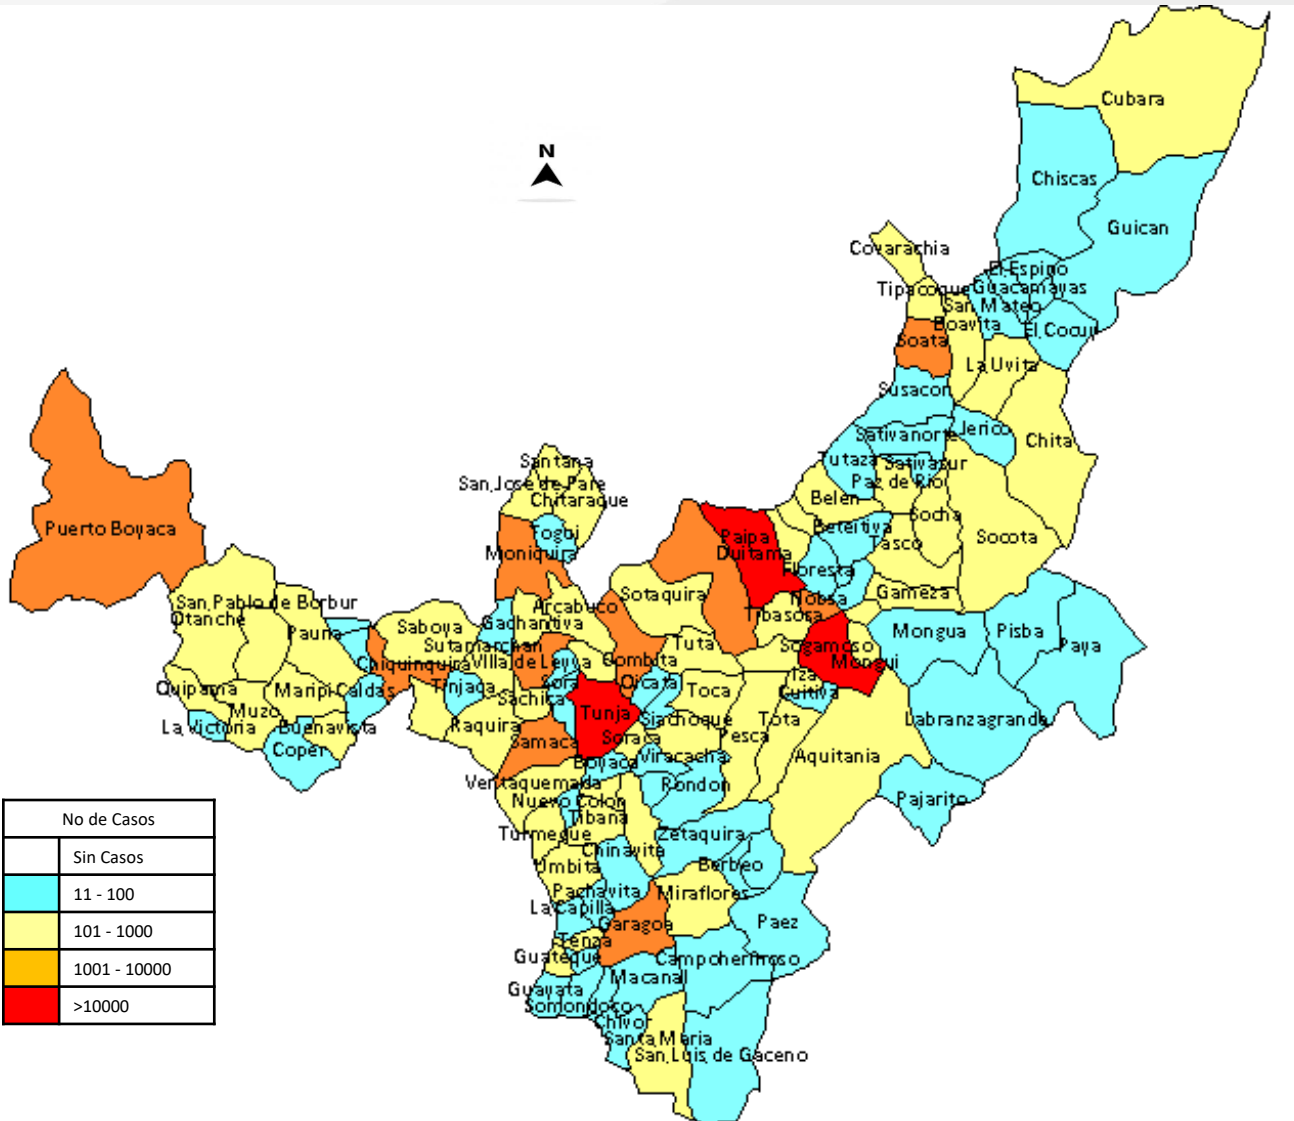 Cubara
N
Chiscas
Guican
Covarachia
El Espino
Tipacoque
Guacamayas
San Mateo
Boavita
El Cocuy
Soata
La Uvita
Susacon
Sativanorte
Jerico
Chita
Tutaza
Sativasur
Santana
San Jose de Pare
Paz de Rio
Chitaraque
Belen
Socha
Puerto Boyaca
Togui
Beteitiva
Paipa
Socota
Moniquira
Duitama
Tasco
Floresta
San Pablo de Borbur
Sotaquira
Nobsa
Gameza
Otanche
Arcabuco
Tibasosa
Pauna
Saboya
Gachantiva
Mongua
Pisba
Paya
Sutamarchan
Tuta
Sogamoso
Chiquinquira
Villa de Leyva
Combita
Mongui
Quipama
Maripi
Caldas
Tinjaca
Sora
Oicata
Toca
Iza
Cuitiva
Sachica
Muzo
Tunja
Siachoque
Tota
Labranzagrande
La Victoria
Buenavista
Raquira
Samaca
Soraca
Pesca
Coper
Boyaca
Viracacha
Aquitania
Ventaquemada
Rondon
Pajarito
Nuevo Colon
Tibana
Turmeque
Zetaquira
Chinavita
Umbita
Berbeo
Pachavita
Miraflores
La Capilla
Garagoa
Paez
Tenza
Guateque
Campohermoso
Macanal
Guayata
Somondoco
Chivor
Santa Maria
San Luis de Gaceno
No de Casos
Sin Casos
11 - 100
101 - 1000
1001 - 10000
>10000